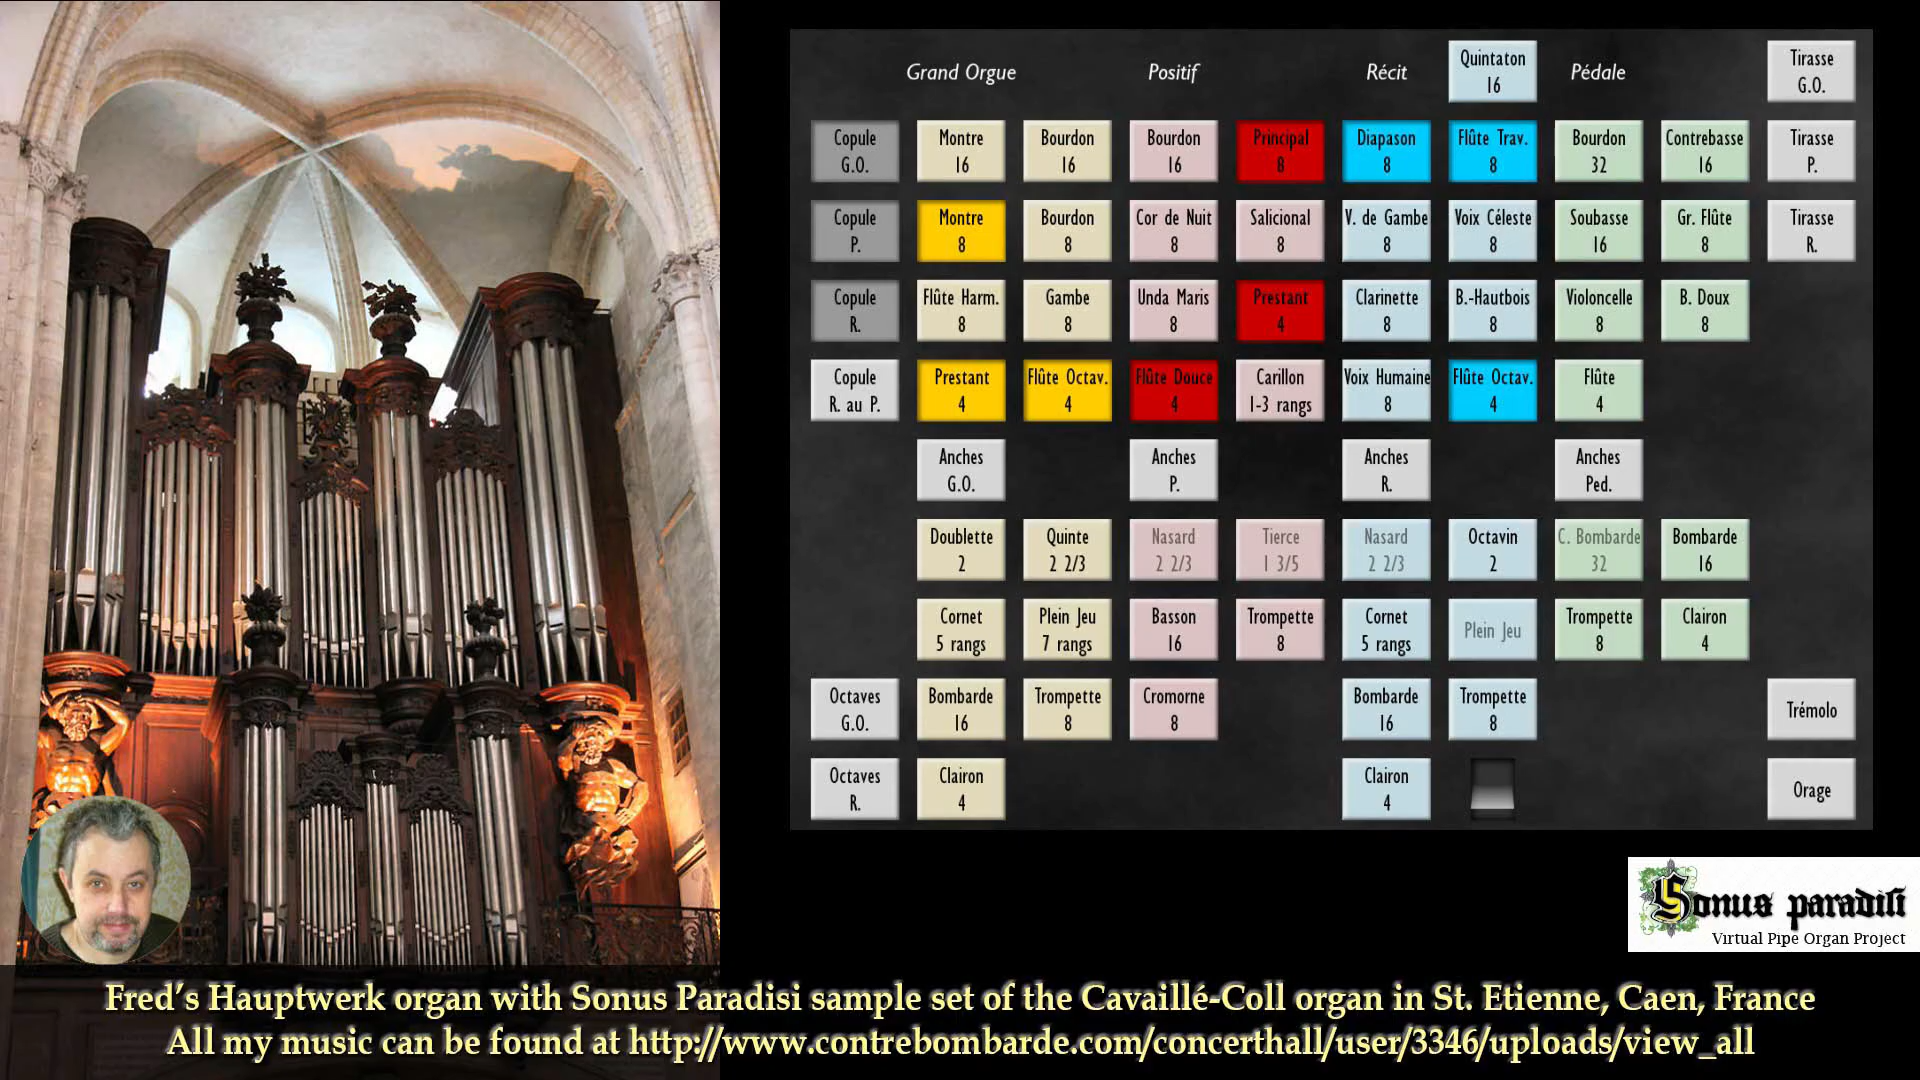 Grand Orgue
Positif
Récit
Quintaton
16
Pédale
Tirasse
G.O.
Copule
G.O.
Montre
16
Bourdon
16
Bourdon
16
Principal
8
Diapason
8
Flûte Trav.
8
Bourdon
32
Contrebasse
16
Tirasse
P.
Copule
P.
Montre
8
Bourdon
8
Cor de Nuit
8
Salicional
8
V. de Gambe
8
Voix Céleste
8
Soubasse
16
Gr. Flûte
8
Tirasse
R.
Copule
R.
Flûte Harm.
8
Gambe
8
Unda Maris
8
Prestant
4
Clarinette
8
B.-Hautbois
8
Violoncelle
8
B. Doux
8
Copule
R. au P.
Prestant
4
Flûte Octav.
4
Flûte Douce
4
Carillon
1-3 rangs
Voix Humaine
8
Flûte Octav.
4
Flûte
4
Anches
G.O.
Anches
P.
Anches
R.
Anches
Ped.
Doublette
2
Quinte
2 2/3
Nasard
2 2/3
Tierce
1 3/5
Nasard
2 2/3
Octavin
2
C. Bombarde
32
Bombarde
16
Cornet
5 rangs
Plein Jeu
7 rangs
Basson
16
Trompette
8
Cornet
5 rangs
Plein Jeu
Trompette
8
Clairon
4
Octaves
G.O.
Bombarde
16
Trompette
8
Cromorne
8
Bombarde
16
Trompette
8
Trémolo
Octaves
R.
Clairon
4
Clairon
4
Orage
Sonus paradisi
Virtual Pipe Organ Project
Fred's Hauptwerk organ with Sonus Paradisi sample set of the Cavaillé-Coll organ in St. Etienne, Caen, France
All my music can be found at http://www.contrebombarde.com/concerthall/user/3346/uploads/view_all